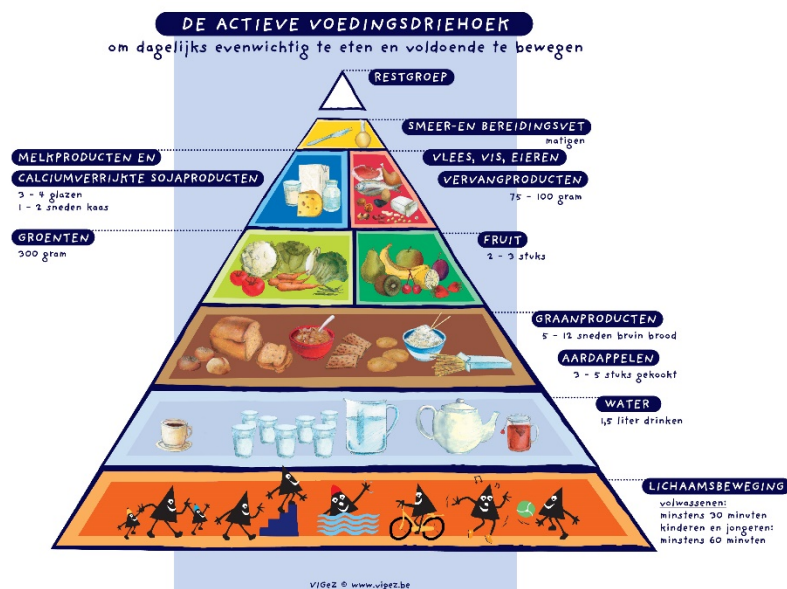 DE ACTIEVE VOEDINGSDRIEHOEK
om dagelijks evenwichtig te eten en voldoende te bewegen
RESTGROEP
SMEER-EN BEREIDINGSVET
matigen
MELKPRODUCTEN EN
CALCIUMVERRIJKTE SOJAPRODUCTEN
3 - 4 glazen
1 - 2 sneden kaas
VLEES, VIS, EIEREN
VERVANGPRODUCTEN
75 - 100 gram
GROENTEN
300 gram
FRUIT
2 - 3 stuks
GRAANPRODUCTEN
5 - 12 sneden bruin brood
AARDAPPELEN
3 - 5 stuks gekookt
WATER
1,5 liter drinken
LICHAAMSBEWEGING
volwassenen:
minstens 30 minuten
kinderen en jongeren:
minstens 60 minuten
VIGeZ © www.vigez.be